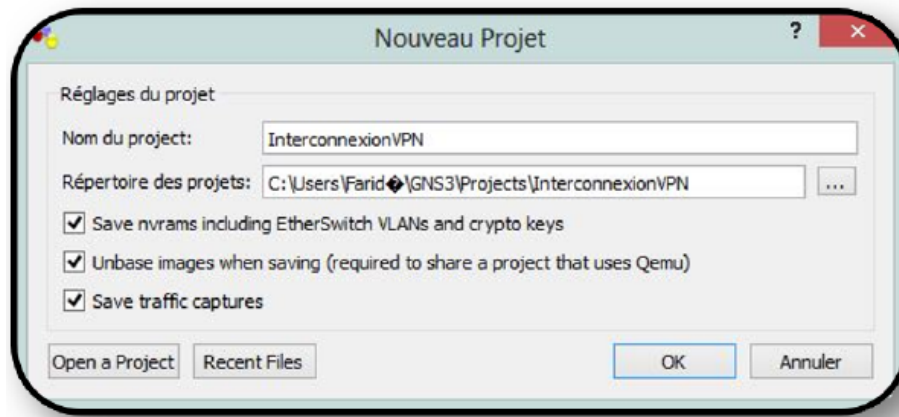 Nouveau Projet
?
Réglages du projet
Nom du project: InterconnexionVPN
Répertoire des projets: C:\Users\Farid�\GNS3\Projects\InterconnexionVPN ...
Save nvrams including EtherSwitch VLANs and crypto keys
Unbase images when saving (required to share a project that uses Qemu)
Save traffic captures
Open a Project Recent Files OK Annuler